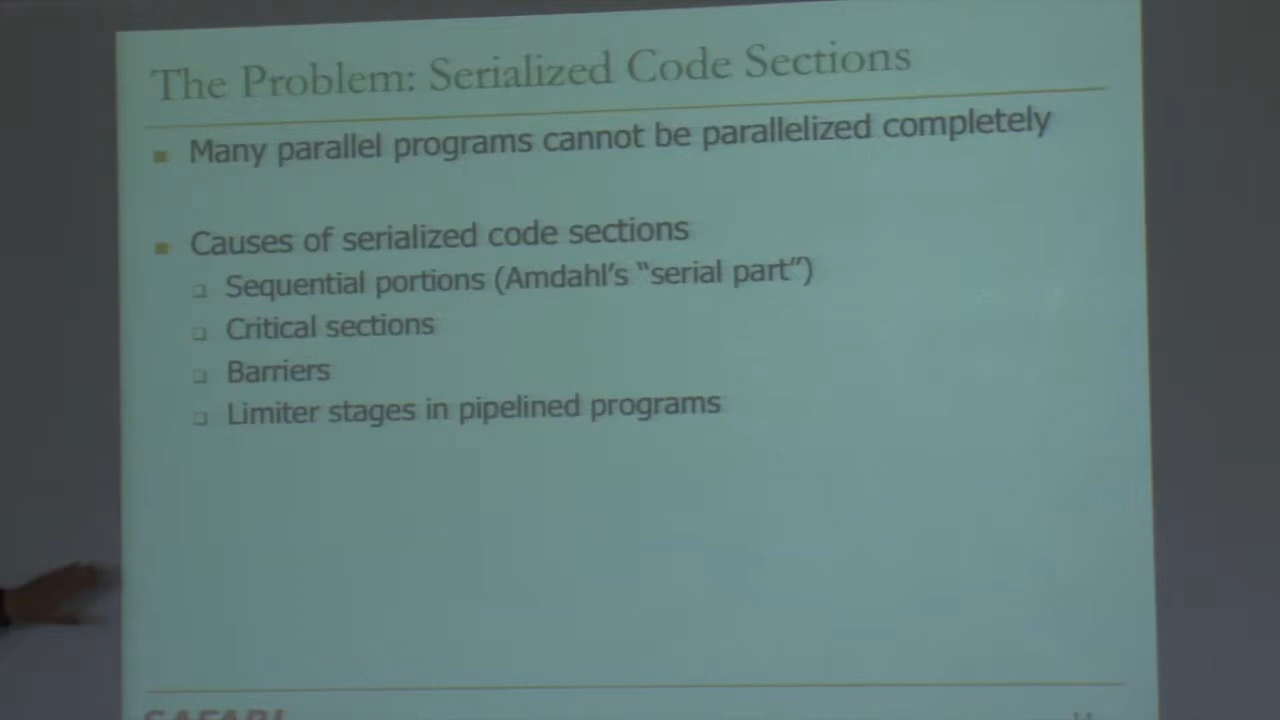 The Problem: Serialized Code Sections
Many parallel programs cannot be parallelized completely
Causes of serialized code sections
Sequential portions (Amdahl's "serial part")
Critical sections
Barriers
Limiter stages in pipelined programs
SAFARI